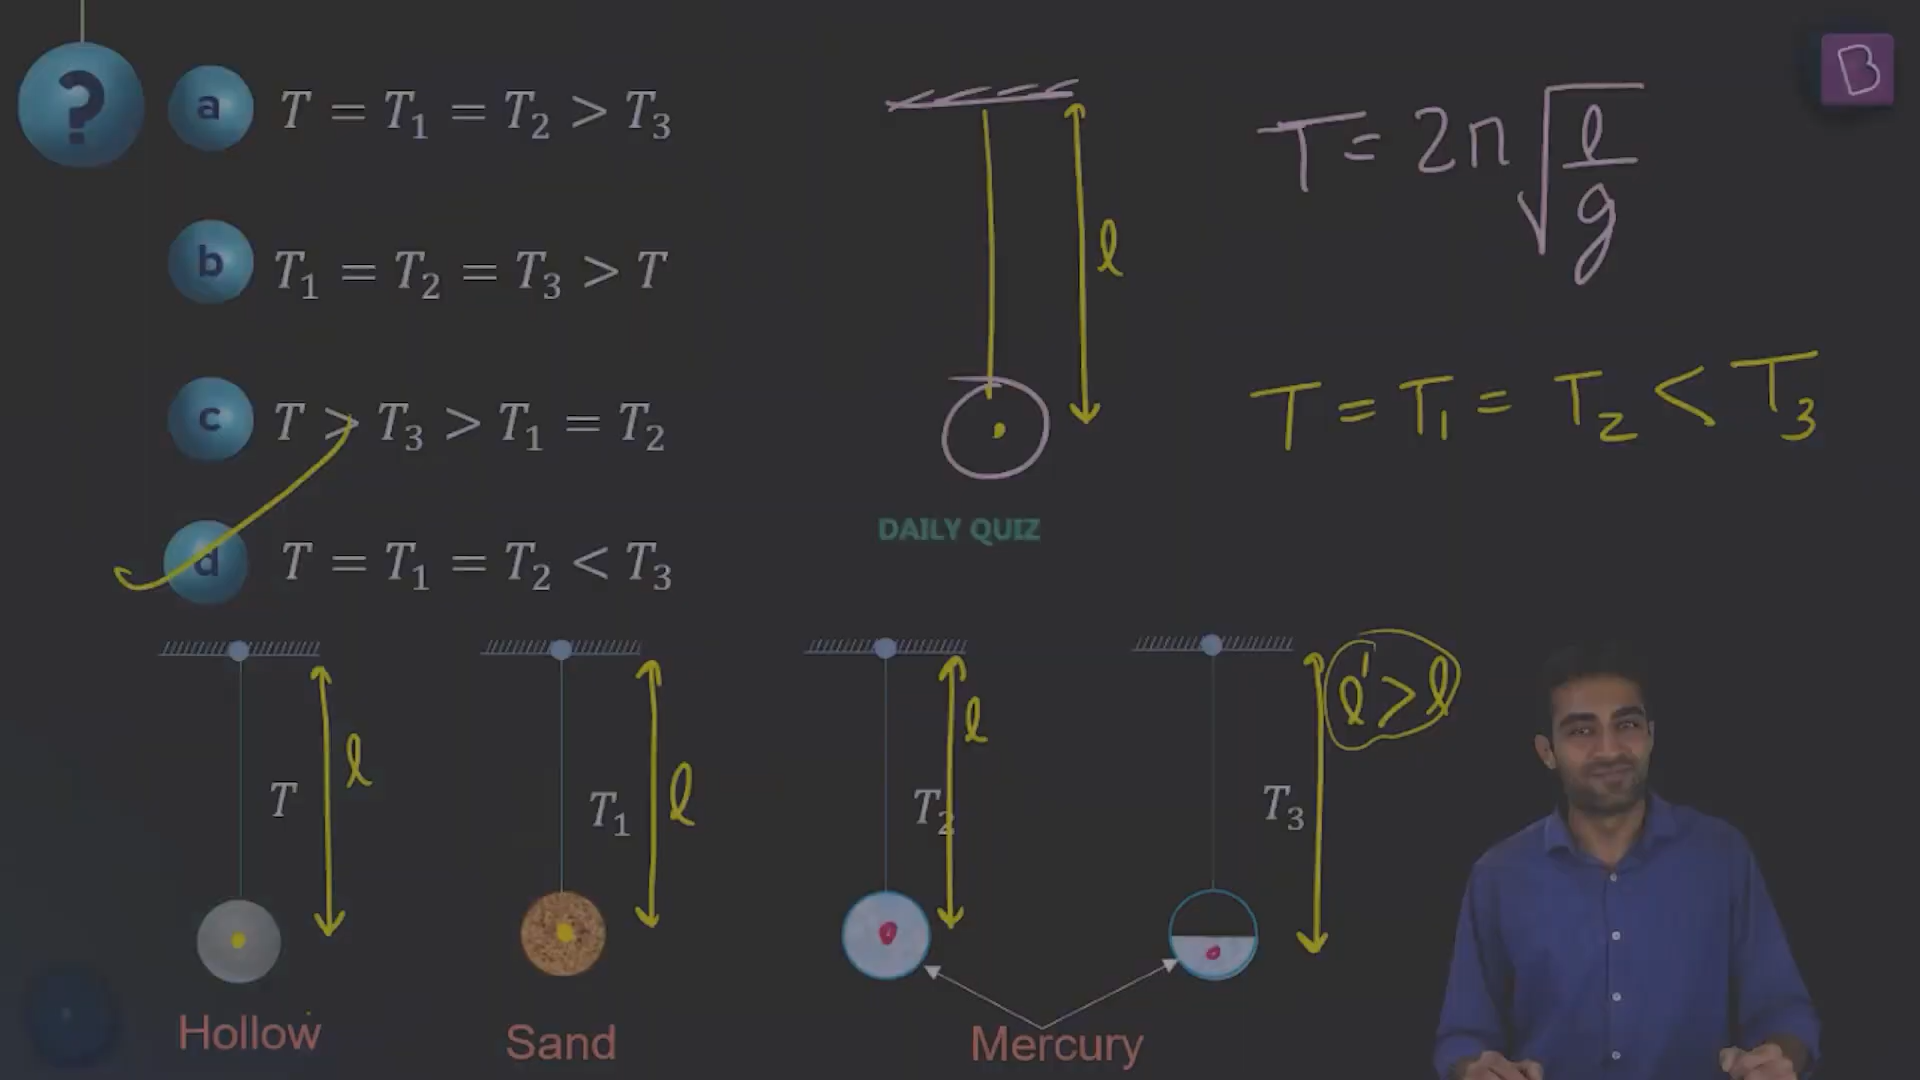 ?
a T = T₁ = T₂ > T₃
b T₁ = T₂ = T₃ > T
c T > T₃ > T₁ = T₂
d T = T₁ = T₂ < T₃
l
T = 2π√(l/g)
T = T₁ = T₂ < T₃
B
DAILY QUIZ
T l
T₁ l
T₂ l
T₃ l' > l
Hollow
Sand
Mercury